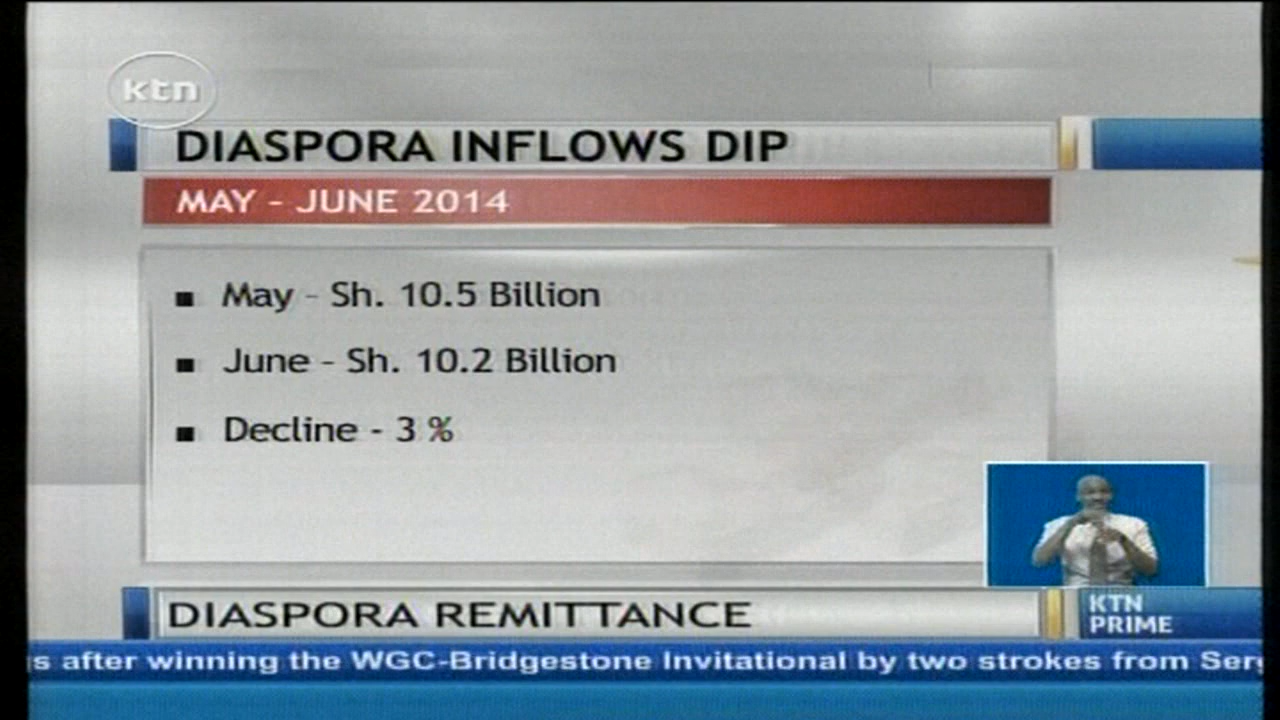 ktn
DIASPORA INFLOWS DIP
MAY - JUNE 2014
▪ May - Sh. 10.5 Billion
▪ June - Sh. 10.2 Billion
▪ Decline - 3 %
DIASPORA REMITTANCE
KTN
PRIME
s after winning the WGC-Bridgestone Invitational by two strokes from Serg